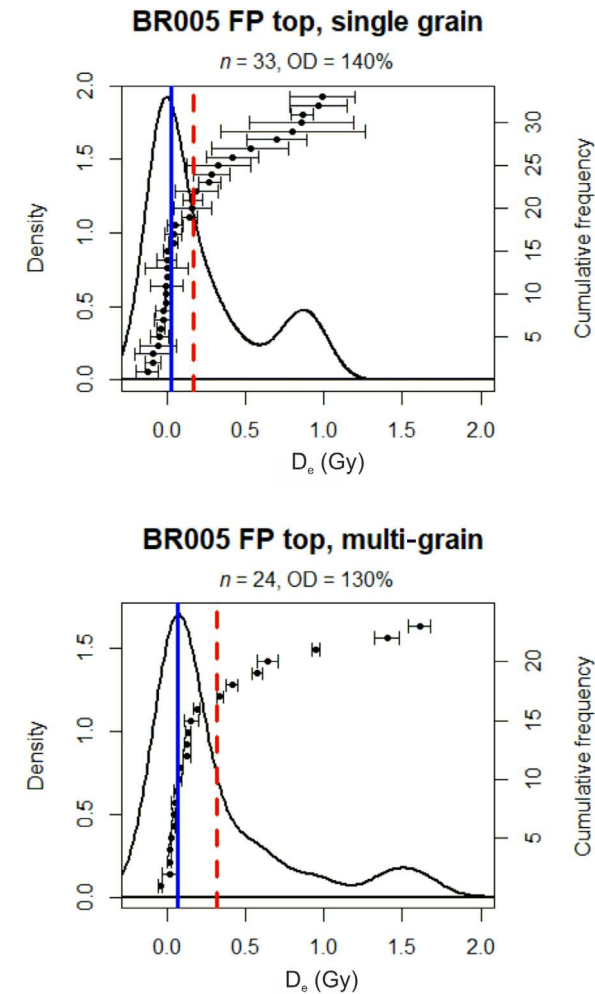 BR005 FP top, single grain
n = 33, OD = 140%
Density
0.0 0.5 1.0 1.5 2.0
5 10 15 20 25 30
Cumulative frequency
0.0 0.5 1.0 1.5 2.0
De (Gy)
BR005 FP top, multi-grain
n = 24, OD = 130%
Density
0.0 0.5 1.0 1.5
5 10 15 20
Cumulative frequency
0.0 0.5 1.0 1.5 2.0
De (Gy)